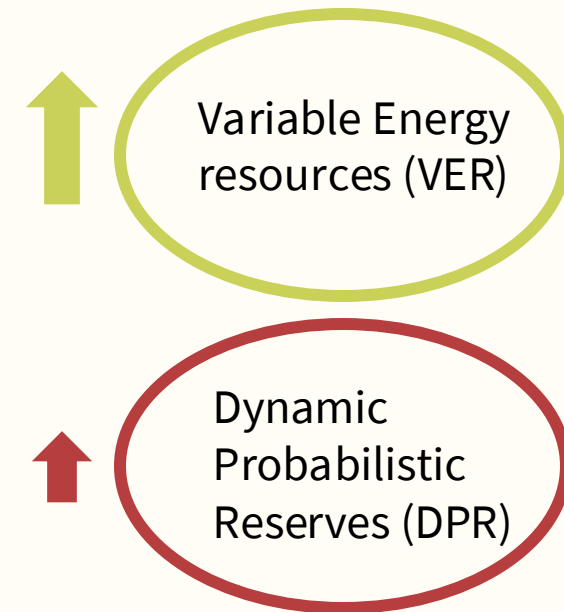 Variable Energy
resources (VER)
Dynamic
Probabilistic
Reserves (DPR)